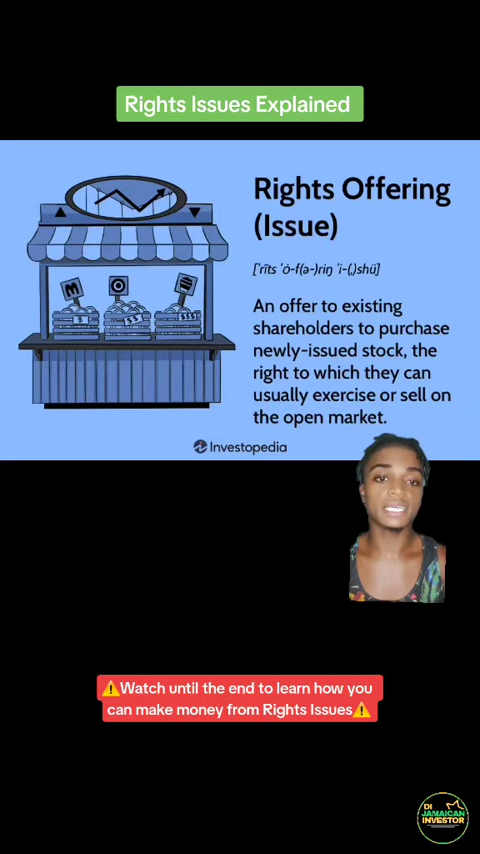 Rights Issues Explained
Rights Offering
(Issue)
['rīts ˈȯ-f(ə-)riŋ ˈi-(,)shü]
An offer to existing
shareholders to purchase
newly-issued stock, the
right to which they can
usually exercise or sell on
the open market.
Investopedia
⚠️Watch until the end to learn how you
can make money from Rights Issues⚠️
DI
JAMAICAN
INVESTOR